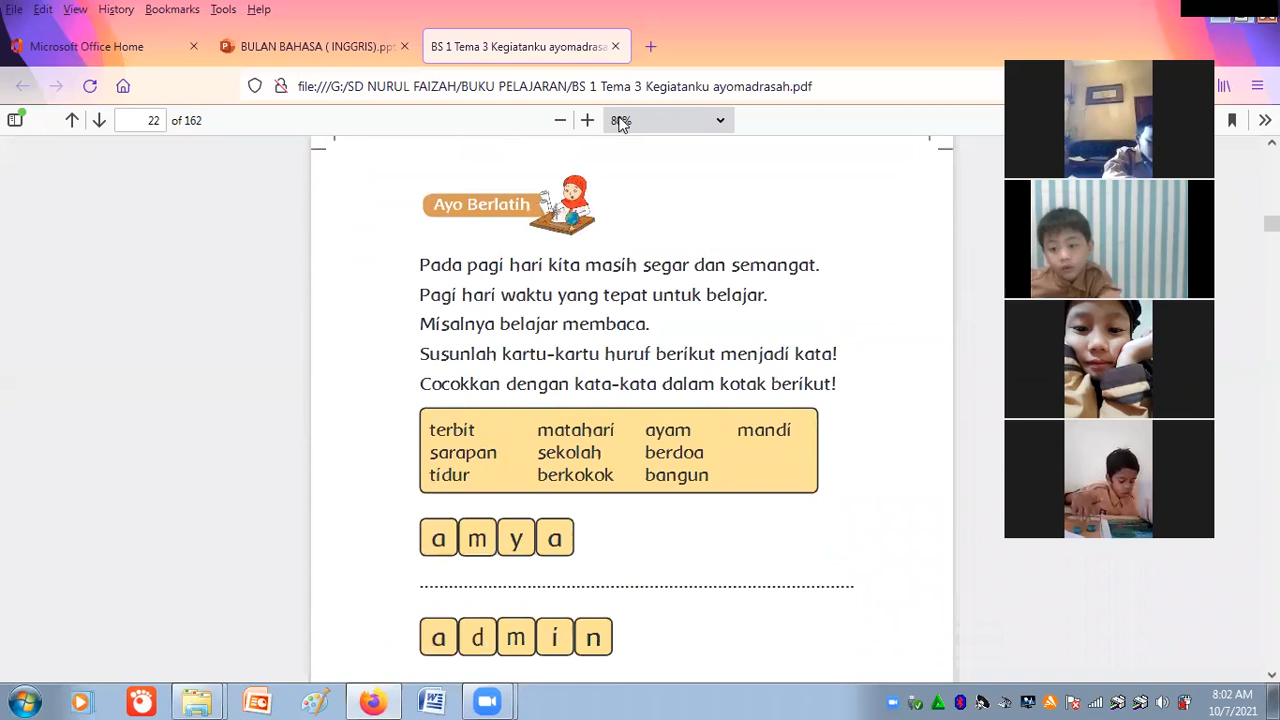 File Edit View History Bookmarks Tools Help
Microsoft Office Home
BULAN BAHASA ( INGGRIS).pp
BS 1 Tema 3 Kegiatanku ayomadrasa
file:///G:/SD NURUL FAIZAH/BUKU PELAJARAN/BS 1 Tema 3 Kegiatanku ayomadrasah.pdf
22 of 162
Ayo Berlatih
Pada pagi hari kita masih segar dan semangat.
Pagi hari waktu yang tepat untuk belajar.
Misalnya belajar membaca.
Susunlah kartu-kartu huruf berikut menjadi kata!
Cocokkan dengan kata-kata dalam kotak berikut!
terbit matahari ayam mandi
sarapan sekolah berdoa
tidur berkokok bangun
a m y a
a d m i n
8:02 AM
10/7/2021